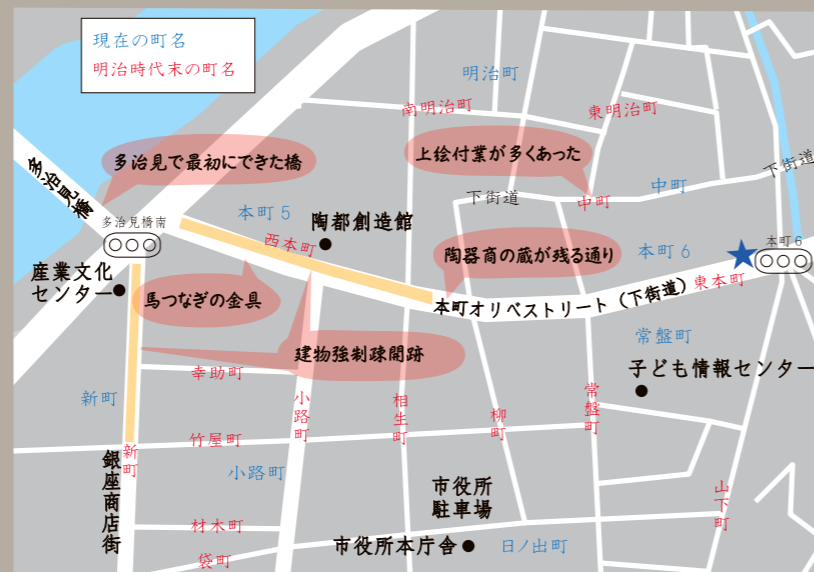 現在の町名
明治時代末の町名
明治町
南明治町
東明治町
多治見で最初にできた橋
上絵付業が多くあった
下街道
中町
中町
下街道
多治見橋
多治見橋南
本町5
陶都創造館
西本町
陶器商の蔵が残る通り
本町6
本町6
産業文化
センター
馬つなぎの金具
本町オリベストリート(下街道)
東本町
建物強制疎開跡
常盤町
子ども情報センター
幸助町
新町
小路町
相生町
柳町
常盤町
竹屋町
新町
銀座商店街
小路町
市役所
駐車場
山下町
材木町
市役所本庁舎
日ノ出町
袋町